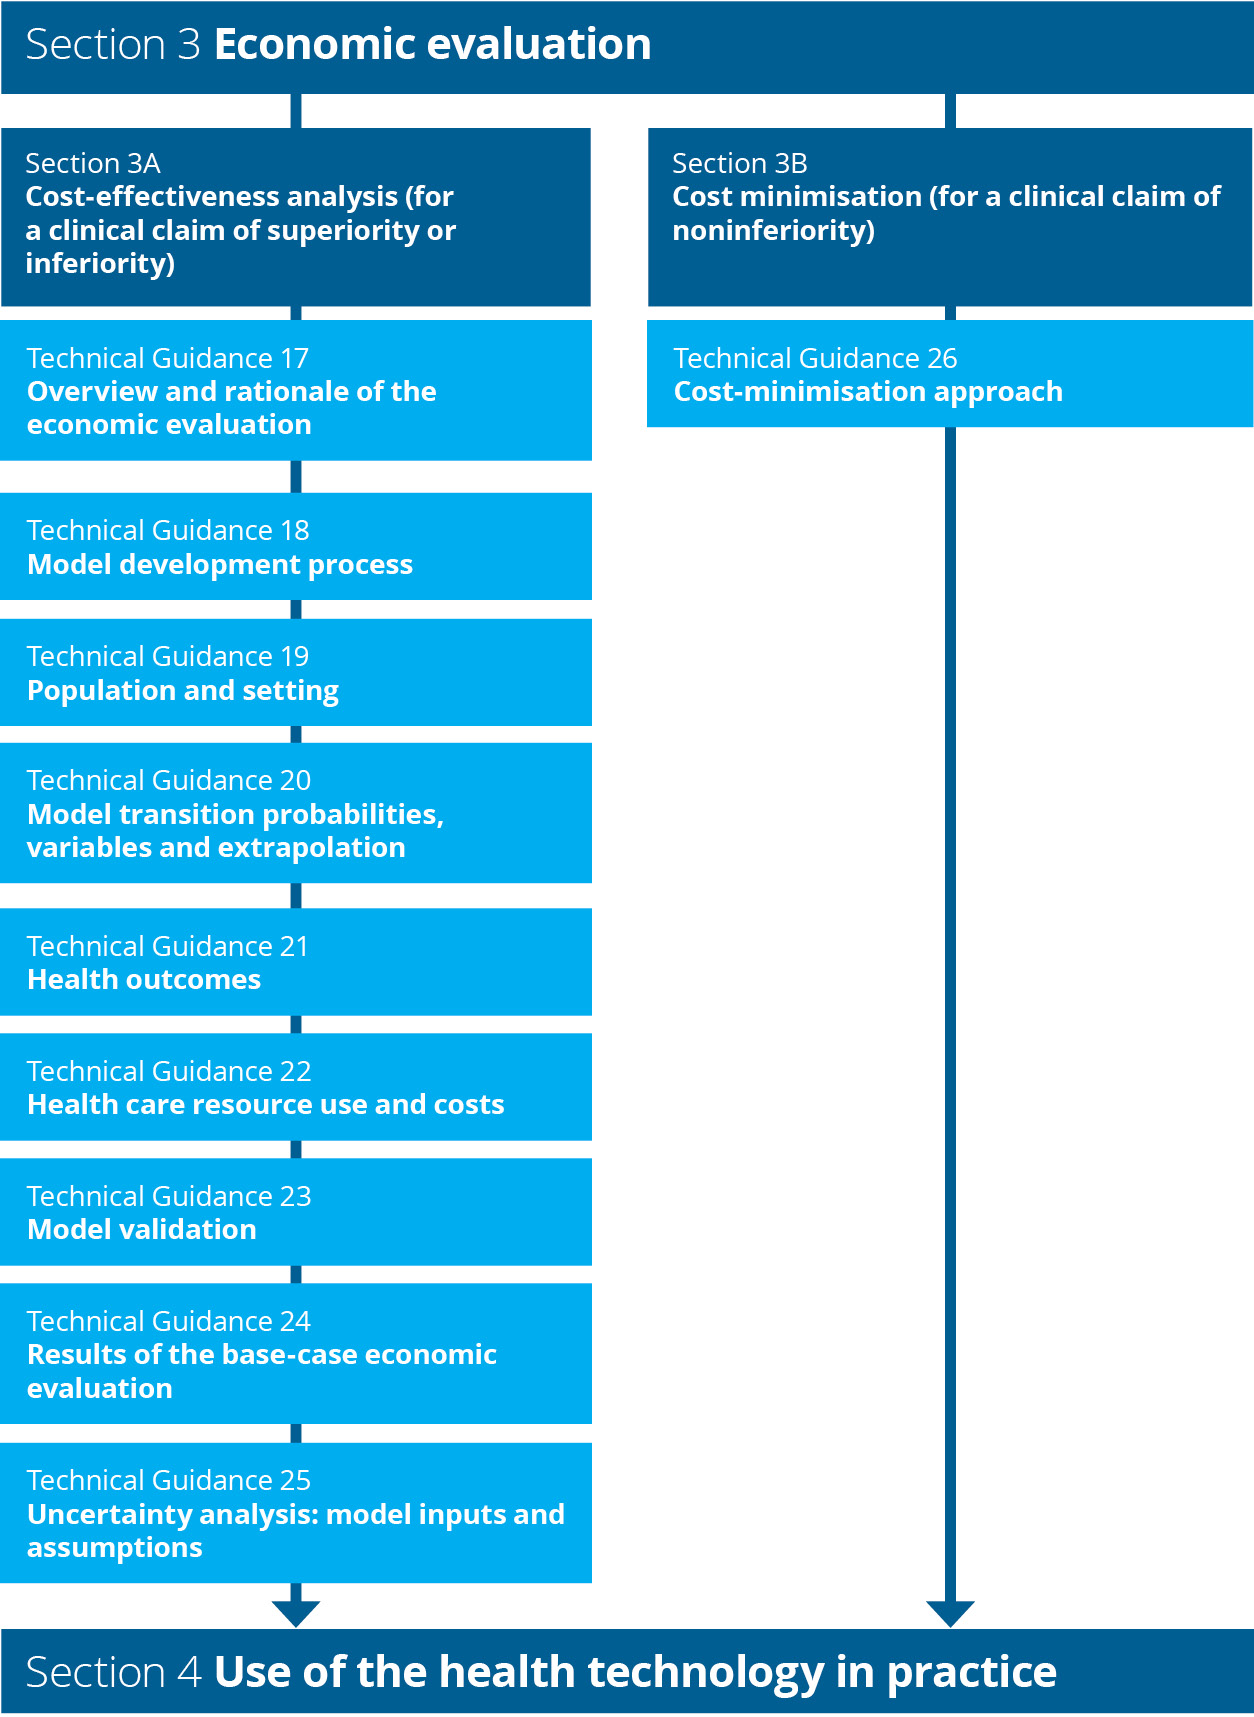 Section 3 Economic evaluation
Section 3A
Cost-effectiveness analysis (for
a clinical claim of superiority or
inferiority)
Section 3B
Cost minimisation (for a clinical claim of
noninferiority)
Technical Guidance 17
Overview and rationale of the
economic evaluation
Technical Guidance 26
Cost-minimisation approach
Technical Guidance 18
Model development process
Technical Guidance 19
Population and setting
Technical Guidance 20
Model transition probabilities,
variables and extrapolation
Technical Guidance 21
Health outcomes
Technical Guidance 22
Health care resource use and costs
Technical Guidance 23
Model validation
Technical Guidance 24
Results of the base-case economic
evaluation
Technical Guidance 25
Uncertainty analysis: model inputs and
assumptions
Section 4 Use of the health technology in practice